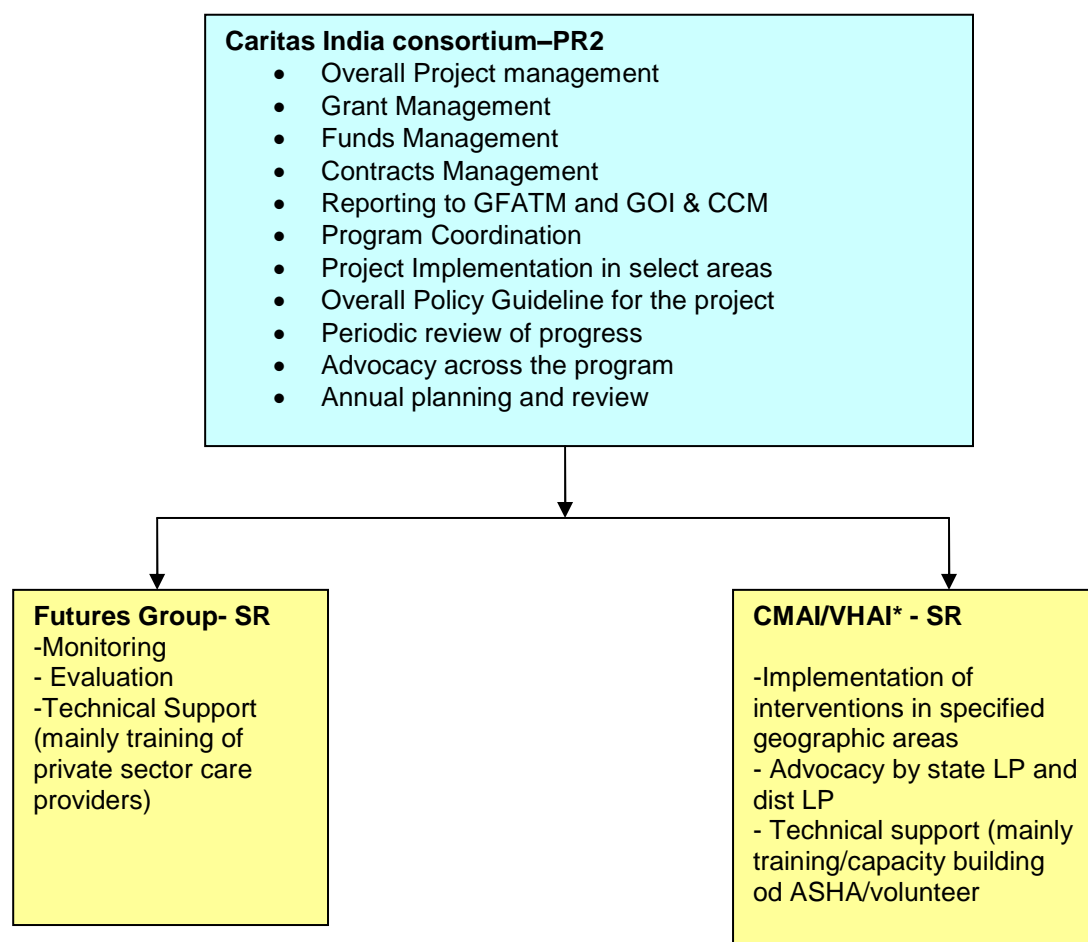 Caritas India consortium–PR2
• Overall Project management
• Grant Management
• Funds Management
• Contracts Management
• Reporting to GFATM and GOI & CCM
• Program Coordination
• Project Implementation in select areas
• Overall Policy Guideline for the project
• Periodic review of progress
• Advocacy across the program
• Annual planning and review
Futures Group- SR
-Monitoring
- Evaluation
-Technical Support
(mainly training of
private sector care
providers)
CMAI/VHAI* - SR
-Implementation of
interventions in specified
geographic areas
- Advocacy by state LP and
dist LP
- Technical support (mainly
training/capacity building
od ASHA/volunteer